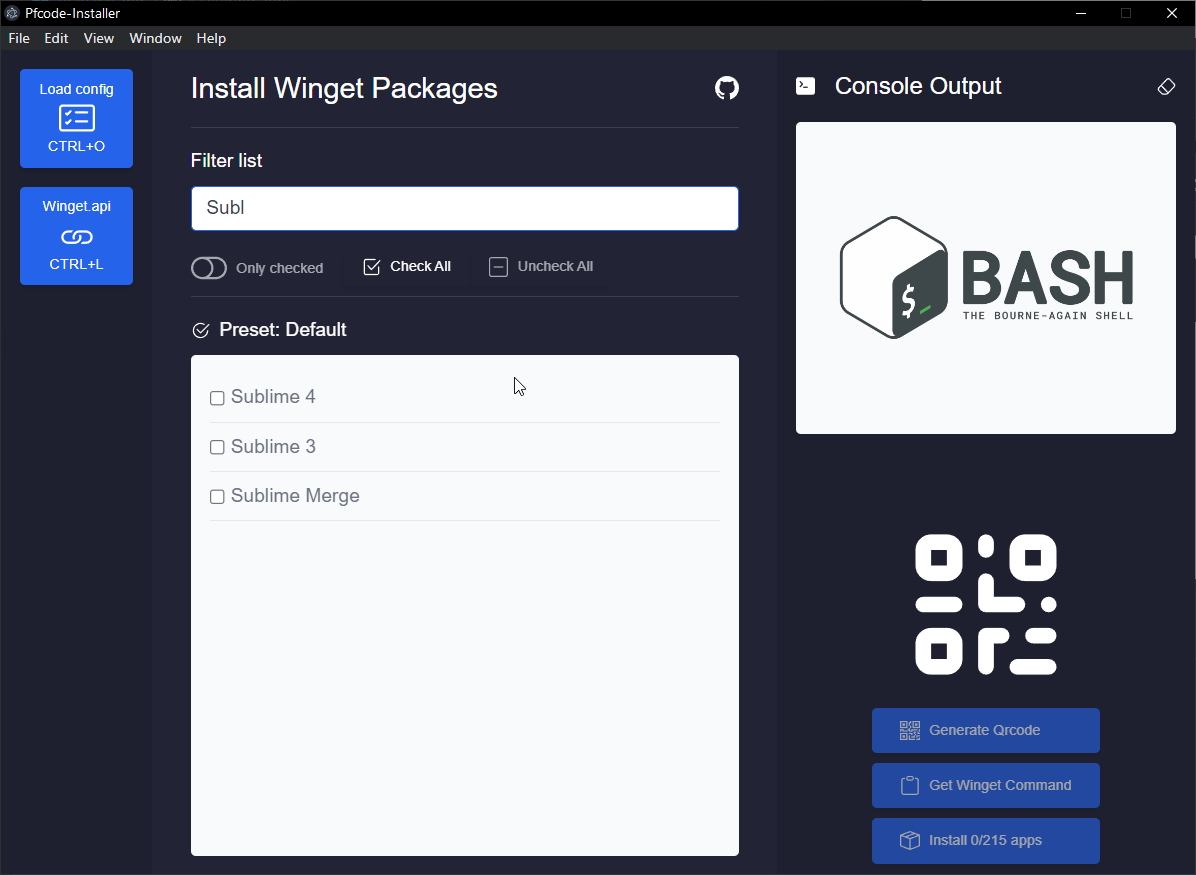 Pfcode-Installer
File Edit View Window Help
Load config
CTRL+O
Winget.api
CTRL+L
Install Winget Packages
Filter list
Subl
Only checked Check All Uncheck All
Preset: Default
Sublime 4
Sublime 3
Sublime Merge
Console Output
$_
BASH
THE BOURNE-AGAIN SHELL
Generate Qrcode
Get Winget Command
Install 0/215 apps